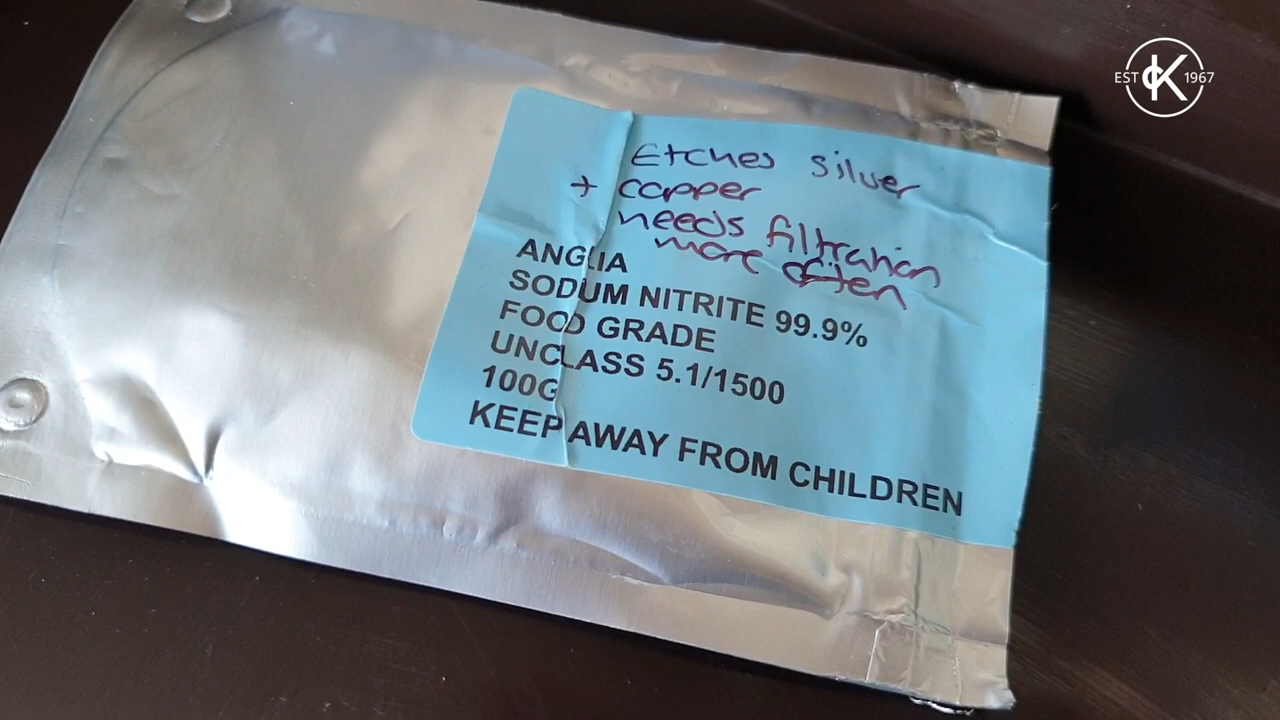 Etches silver
+ copper
needs filtration
more often
ANGLIA
SODUM NITRITE 99.9%
FOOD GRADE
UNCLASS 5.1/1500
100G
KEEP AWAY FROM CHILDREN
EST K 1967